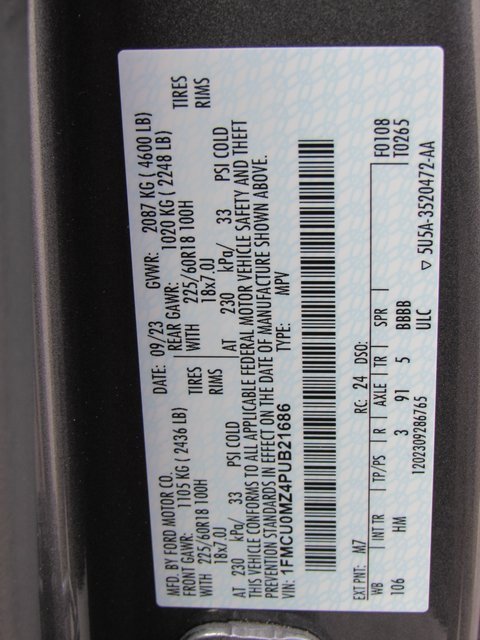 MFD. BY FORD MOTOR CO. DATE: 09/23 GVWR: 2087 KG ( 4600 LB)
FRONT GAWR: 1105 KG ( 2436 LB) REAR GAWR: 1020 KG ( 2248 LB)
WITH 225/60R18 100H TIRES WITH 225/60R18 100H TIRES
18x7.0J RIMS 18x7.0J RIMS
AT 230 kPa/ 33 PSI COLD AT 230 kPa/ 33 PSI COLD
THIS VEHICLE CONFORMS TO ALL APPLICABLE FEDERAL MOTOR VEHICLE SAFETY AND THEFT
PREVENTION STANDARDS IN EFFECT ON THE DATE OF MANUFACTURE SHOWN ABOVE.
VIN: 1FMCU0MZ4PUB21686 TYPE: MPV
EXT PNT: M7 RC: 24 DSO: F0108
WB INT TR TP/PS R AXLE TR SPR T0265
106 HM 3 91 5 BBBB
ULC ▽ 5U5A-3520472-AA
1202309286765